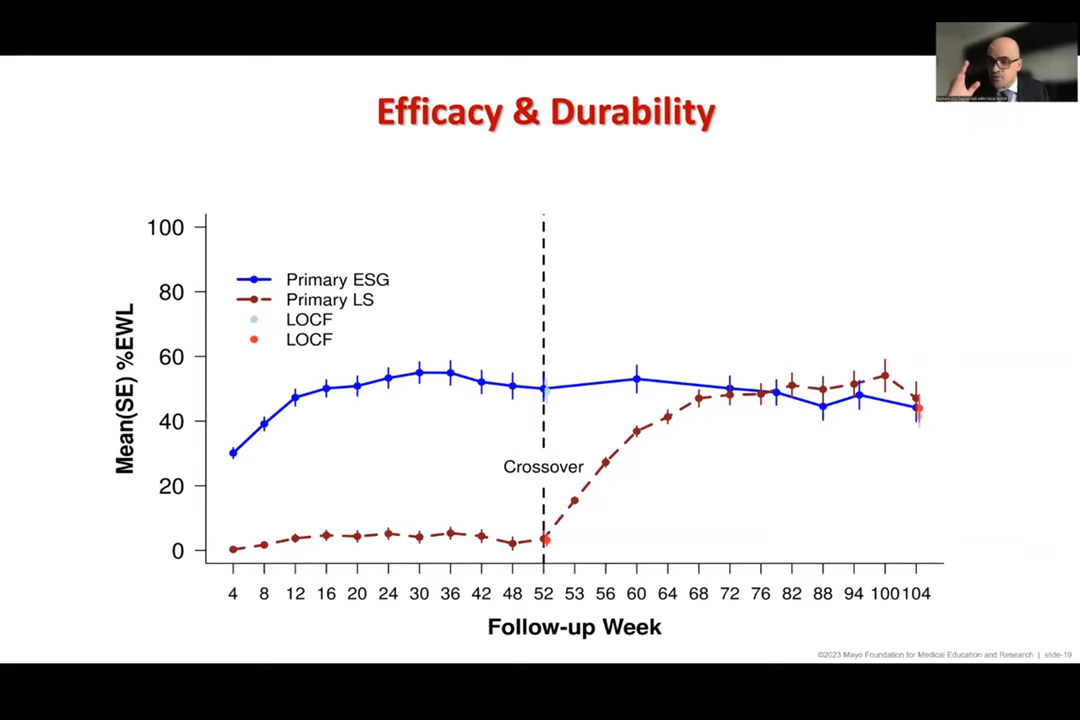 Efficacy & Durability
Mean(SE) %EWL
100
80
60
40
20
0
Primary ESG
Primary LS
LOCF
LOCF
Crossover
4 8 12 16 20 24 30 36 42 48 52 53 56 60 64 68 72 76 82 88 94 100 104
Follow-up Week
©2023 Mayo Foundation for Medical Education and Research | slide-19